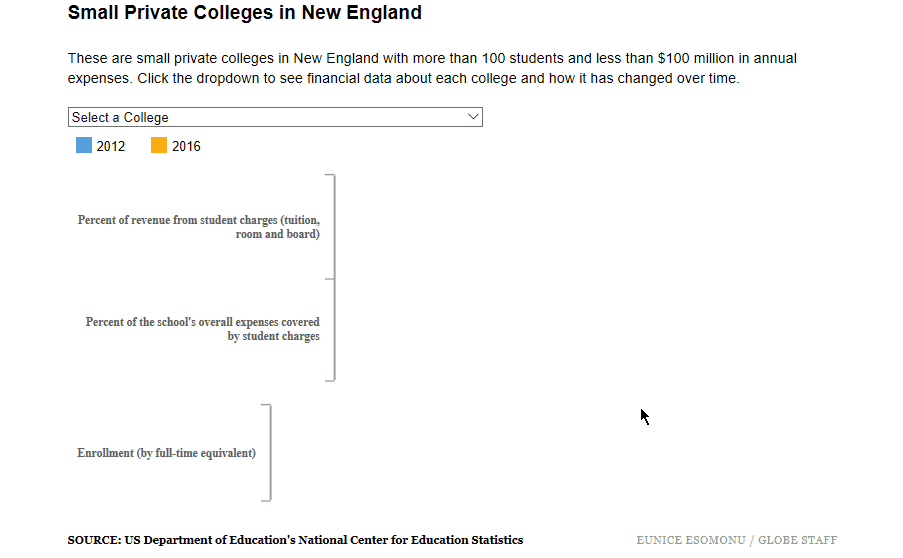 Small Private Colleges in New England
These are small private colleges in New England with more than 100 students and less than $100 million in annual
expenses. Click the dropdown to see financial data about each college and how it has changed over time.
Select a College
2012 2016
Percent of revenue from student charges (tuition,
room and board)
Percent of the school's overall expenses covered
by student charges
Enrollment (by full-time equivalent)
SOURCE: US Department of Education's National Center for Education Statistics
EUNICE ESOMONU / GLOBE STAFF